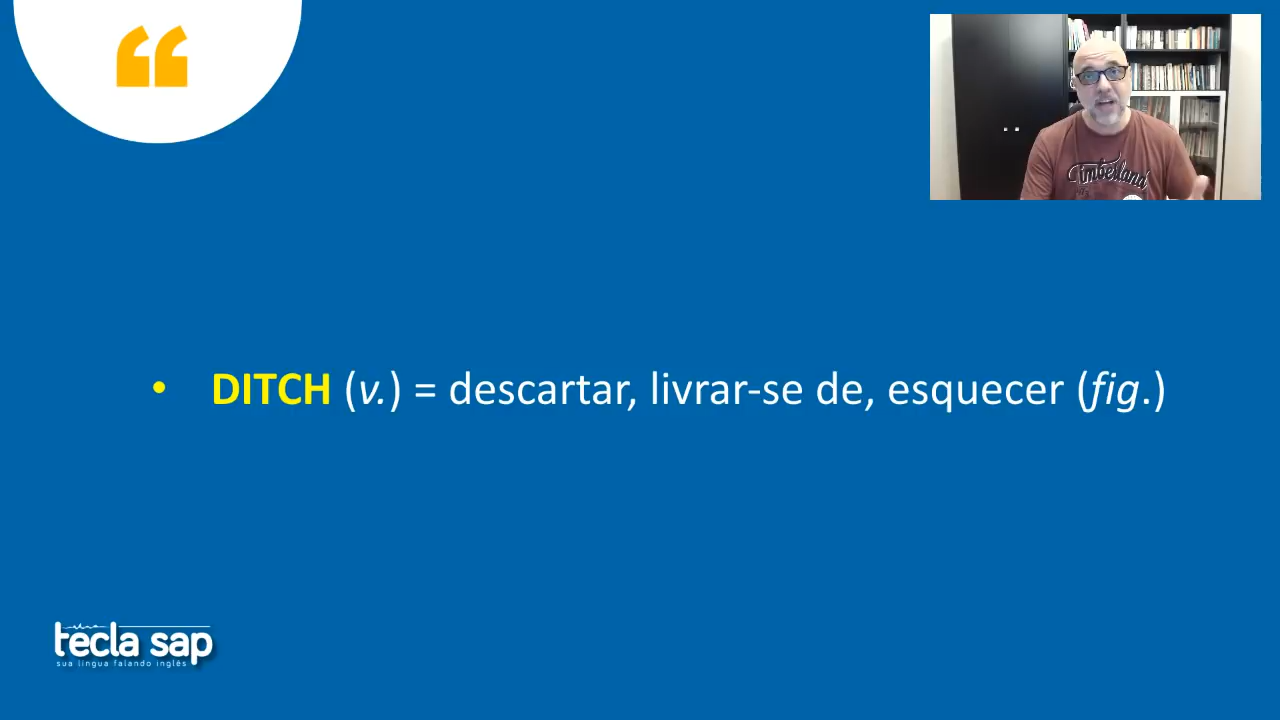 Timberland
• DITCH (v.) = descartar, livrar-se de, esquecer (fig.)
tecla sap
sua língua falando inglês